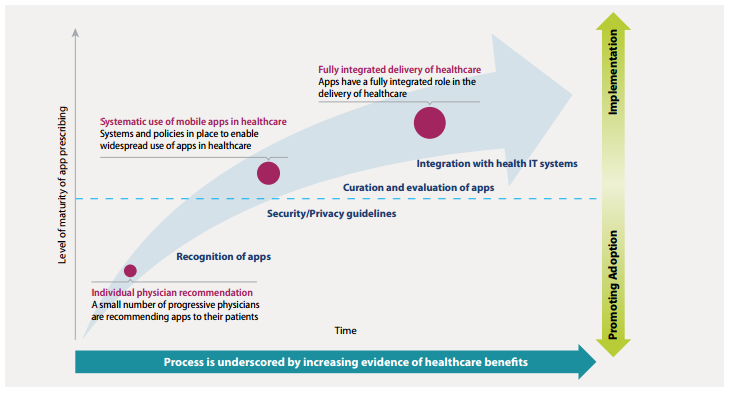 Fully integrated delivery of healthcare
Apps have a fully integrated role in the
delivery of healthcare
Systematic use of mobile apps in healthcare
Systems and policies in place to enable
widespread use of apps in healthcare
Integration with health IT systems
Curation and evaluation of apps
Security/Privacy guidelines
Recognition of apps
Individual physician recommendation
A small number of progressive physicians
are recommending apps to their patients
Level of maturity of app prescribing
Time
Implementation
Promoting Adoption
Process is underscored by increasing evidence of healthcare benefits